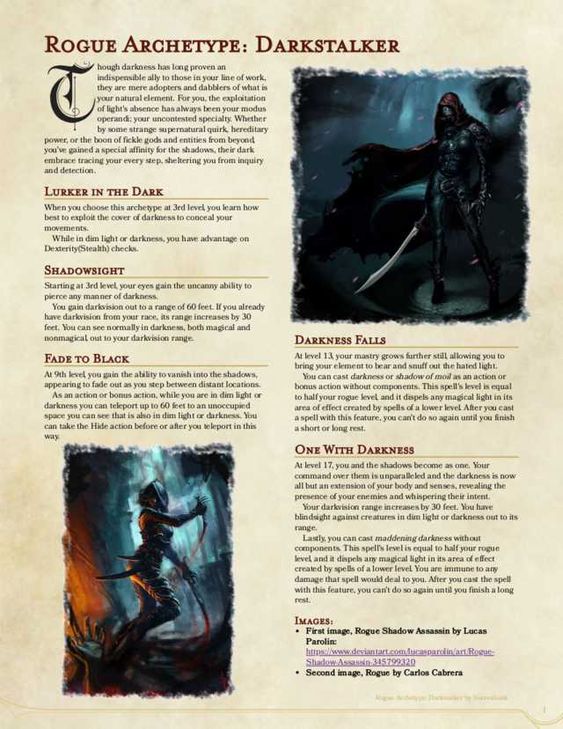 Rogue Archetype: Darkstalker
Though darkness has long proven an
indispensible ally to those in your line of work,
they are mere adopters and dabblers of what is
your natural element. For you, the exploitation
of light's absence has always been your modus
operandi; your uncontested specialty. Whether
by some strange supernatural quirk, hereditary
power, or the boon of fickle gods and entities from beyond,
you've gained a special affinity for the shadows, their dark
embrace tracing your every step, sheltering you from inquiry
and detection.
Lurker in the Dark
When you choose this archetype at 3rd level, you learn how
best to exploit the cover of darkness to conceal your
movements.
While in dim light or darkness, you have advantage on
Dexterity(Stealth) checks.
Shadowsight
Starting at 3rd level, your eyes gain the uncanny ability to
pierce any manner of darkness.
You gain darkvision out to a range of 60 feet. If you already
have darkvision from your race, its range increases by 30
feet. You can see normally in darkness, both magical and
nonmagical, out to your darkvision range.
Fade to Black
At 9th level, you gain the ability to vanish into the shadows,
appearing to fade out as you step between distant locations.
As an action or bonus action, while you are in dim light or
darkness you can teleport up to 60 feet to an unoccupied
space you can see that is also in dim light or darkness. You
can take the Hide action before or after you teleport in this
way.
Darkness Falls
At level 13, your mastry grows further still, allowing you to
bring your element to bear and snuff out the hated light.
You can cast darkness or shadow of moil as an action or
bonus action without components. This spell's level is equal
to half your rogue level, and it dispels any magical light in its
area of effect created by spells of a lower level. After you cast
a spell with this feature, you can't do so again until you finish
a short or long rest.
One With Darkness
At level 17, you and the shadows become as one. Your
command over them is unparalleled and the darkness is now
all but an extension of your body and senses, revealing the
presence of your enemies and whispering their intent.
Your darkvision range increases by 30 feet. You have
blindsight against creatures in dim light or darkness out to its
range.
Lastly, you can cast maddening darkness without
components. This spell's level is equal to half your rogue
level, and it dispels any magical light in its area of effect
created by spells of a lower level. You are immune to any
damage that spell would deal to you. After you cast the spell
with this feature, you can't do so again until you finish a long
rest.
Images:
• First image, Rogue Shadow Assassin by Lucas
Parolin:
https://www.deviantart.com/lucasparolin/art/Rogue-
Shadow-Assassin-345799320
• Second image, Rogue by Carlos Cabrera
Rogue Archetype: Darkstalker by
1